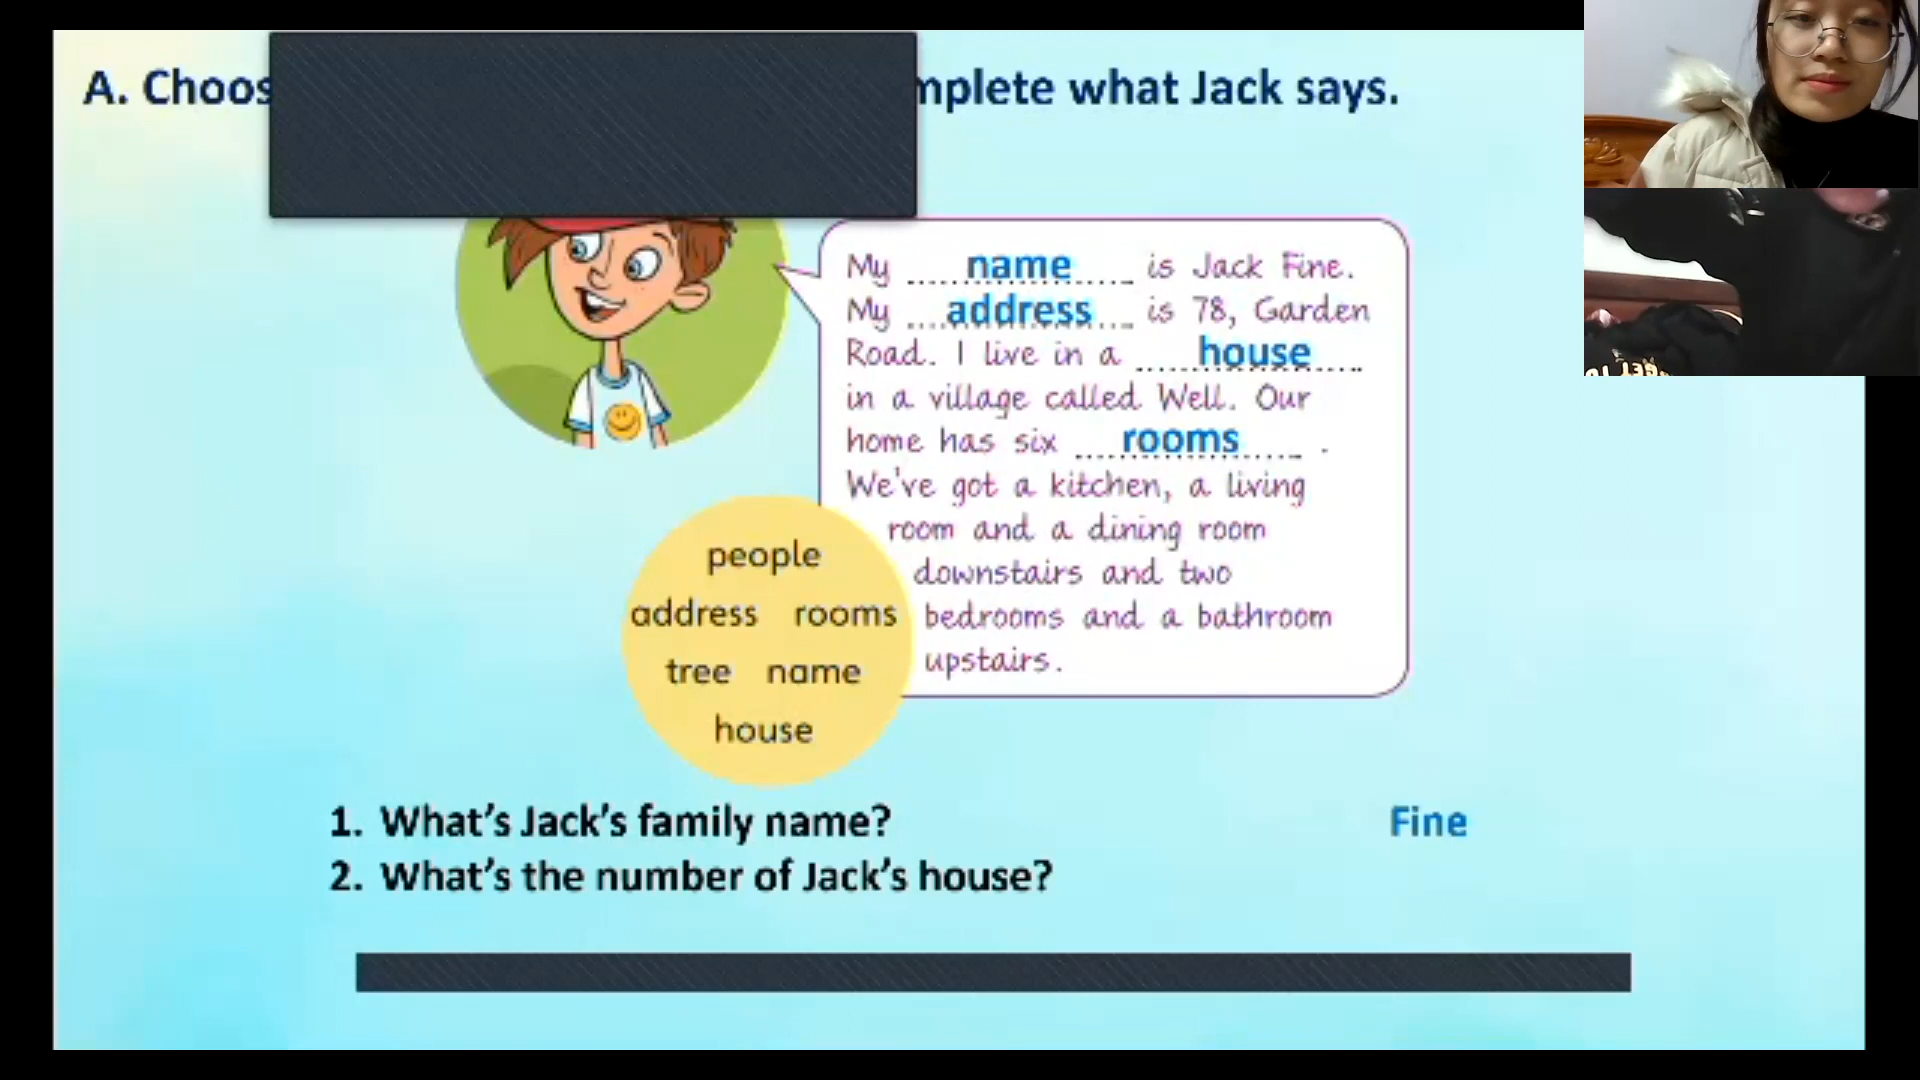 A. Choos mplete what Jack says.
My name is Jack Fine.
My address is 78, Garden
Road. I live in a house
in a village called Well. Our
home has six rooms .
We've got a kitchen, a living
room and a dining room
downstairs and two
bedrooms and a bathroom
upstairs.
people
address rooms
tree name
house
1. What's Jack's family name? Fine
2. What's the number of Jack's house?